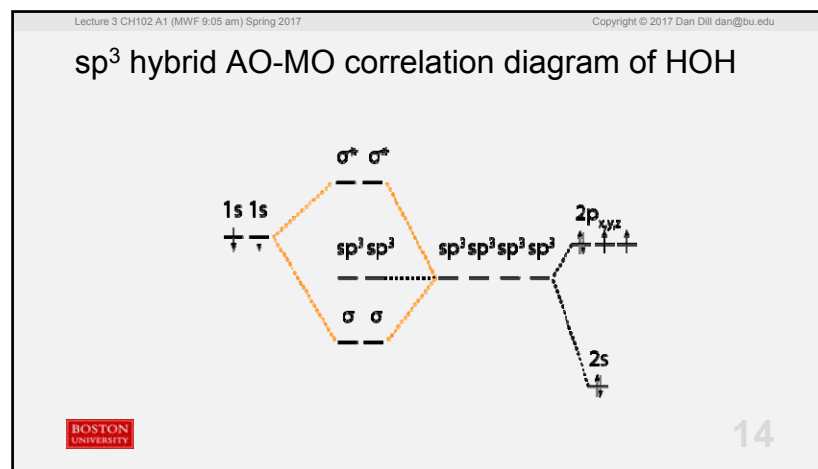 Lecture 3 CH102 A1 (MWF 9:05 am) Spring 2017
Copyright © 2017 Dan Dill dan@bu.edu
sp³ hybrid AO-MO correlation diagram of HOH
σ* σ*
1s 1s
2pₓ,ᵧ,𝓏
sp³ sp³
sp³ sp³ sp³ sp³
σ σ
2s
BOSTON
UNIVERSITY
14